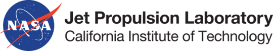 NASA
Jet Propulsion Laboratory
California Institute of Technology